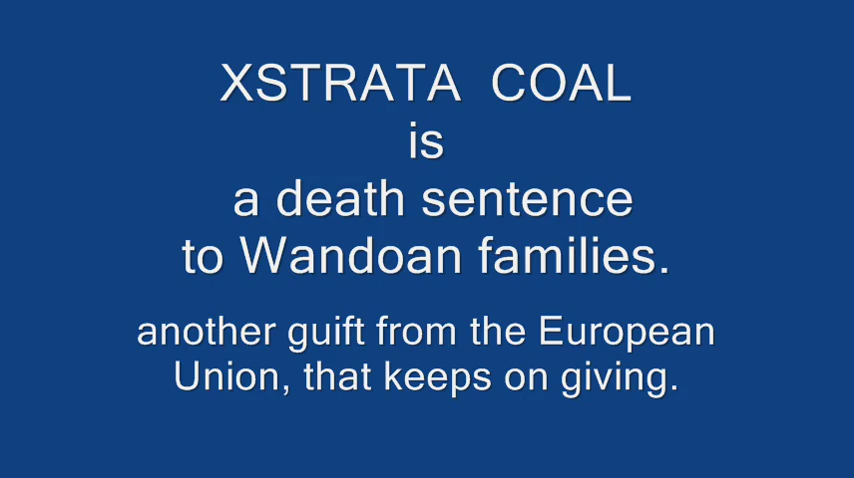 XSTRATA COAL
is
a death sentence
to Wandoan families.
another guift from the European
Union, that keeps on giving.